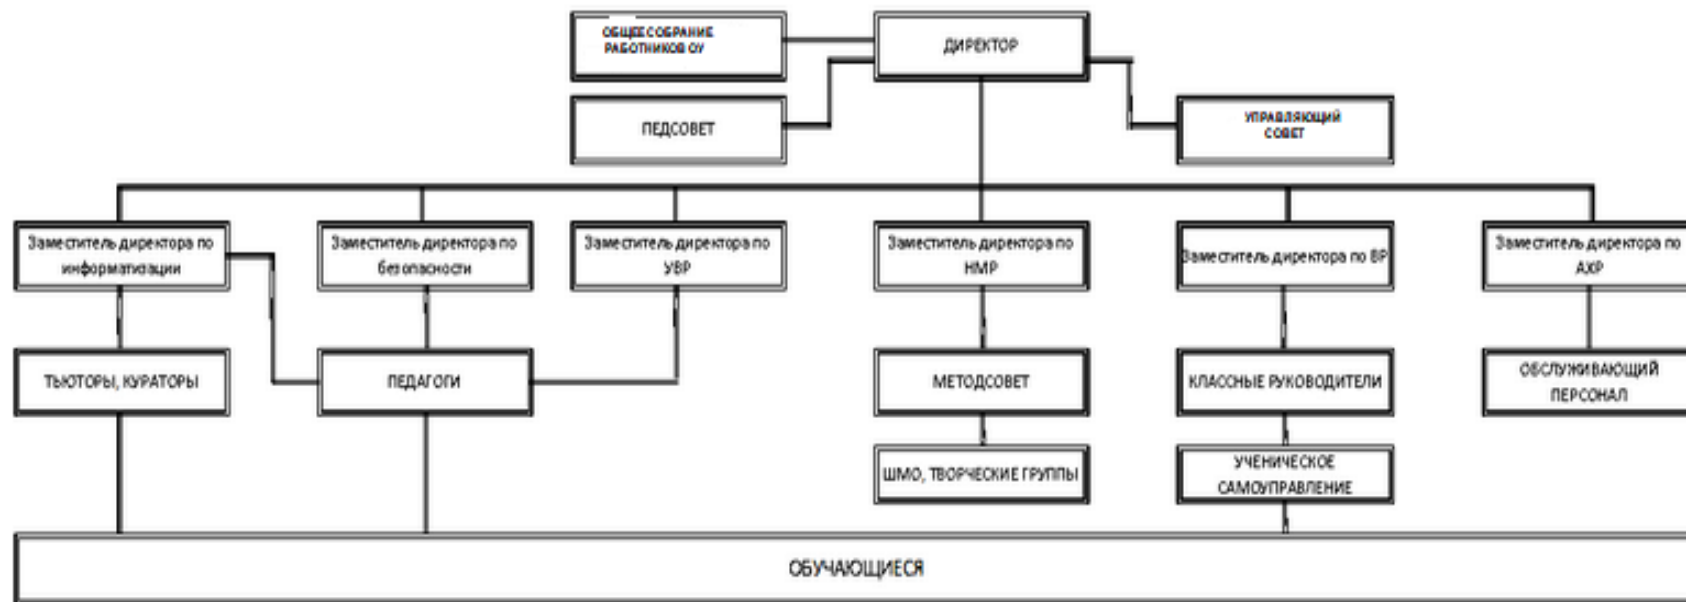 ОБЩЕЕ СОБРАНИЕ
РАБОТНИКОВ ОУ
ДИРЕКТОР
ПЕДСОВЕТ
УПРАВЛЯЮЩИЙ
СОВЕТ
Заместитель директора по
информатизации
Заместитель директора по
безопасности
Заместитель директора по
УВР
Заместитель директора по
НМР
Заместитель директора по ВР
Заместитель директора по
АХР
ТЬЮТОРЫ, КУРАТОРЫ
ПЕДАГОГИ
МЕТОДСОВЕТ
КЛАССНЫЕ РУКОВОДИТЕЛИ
ОБСЛУЖИВАЮЩИЙ
ПЕРСОНАЛ
ШМО, ТВОРЧЕСКИЕ ГРУППЫ
УЧЕНИЧЕСКОЕ
САМОУПРАВЛЕНИЕ
ОБУЧАЮЩИЕСЯ